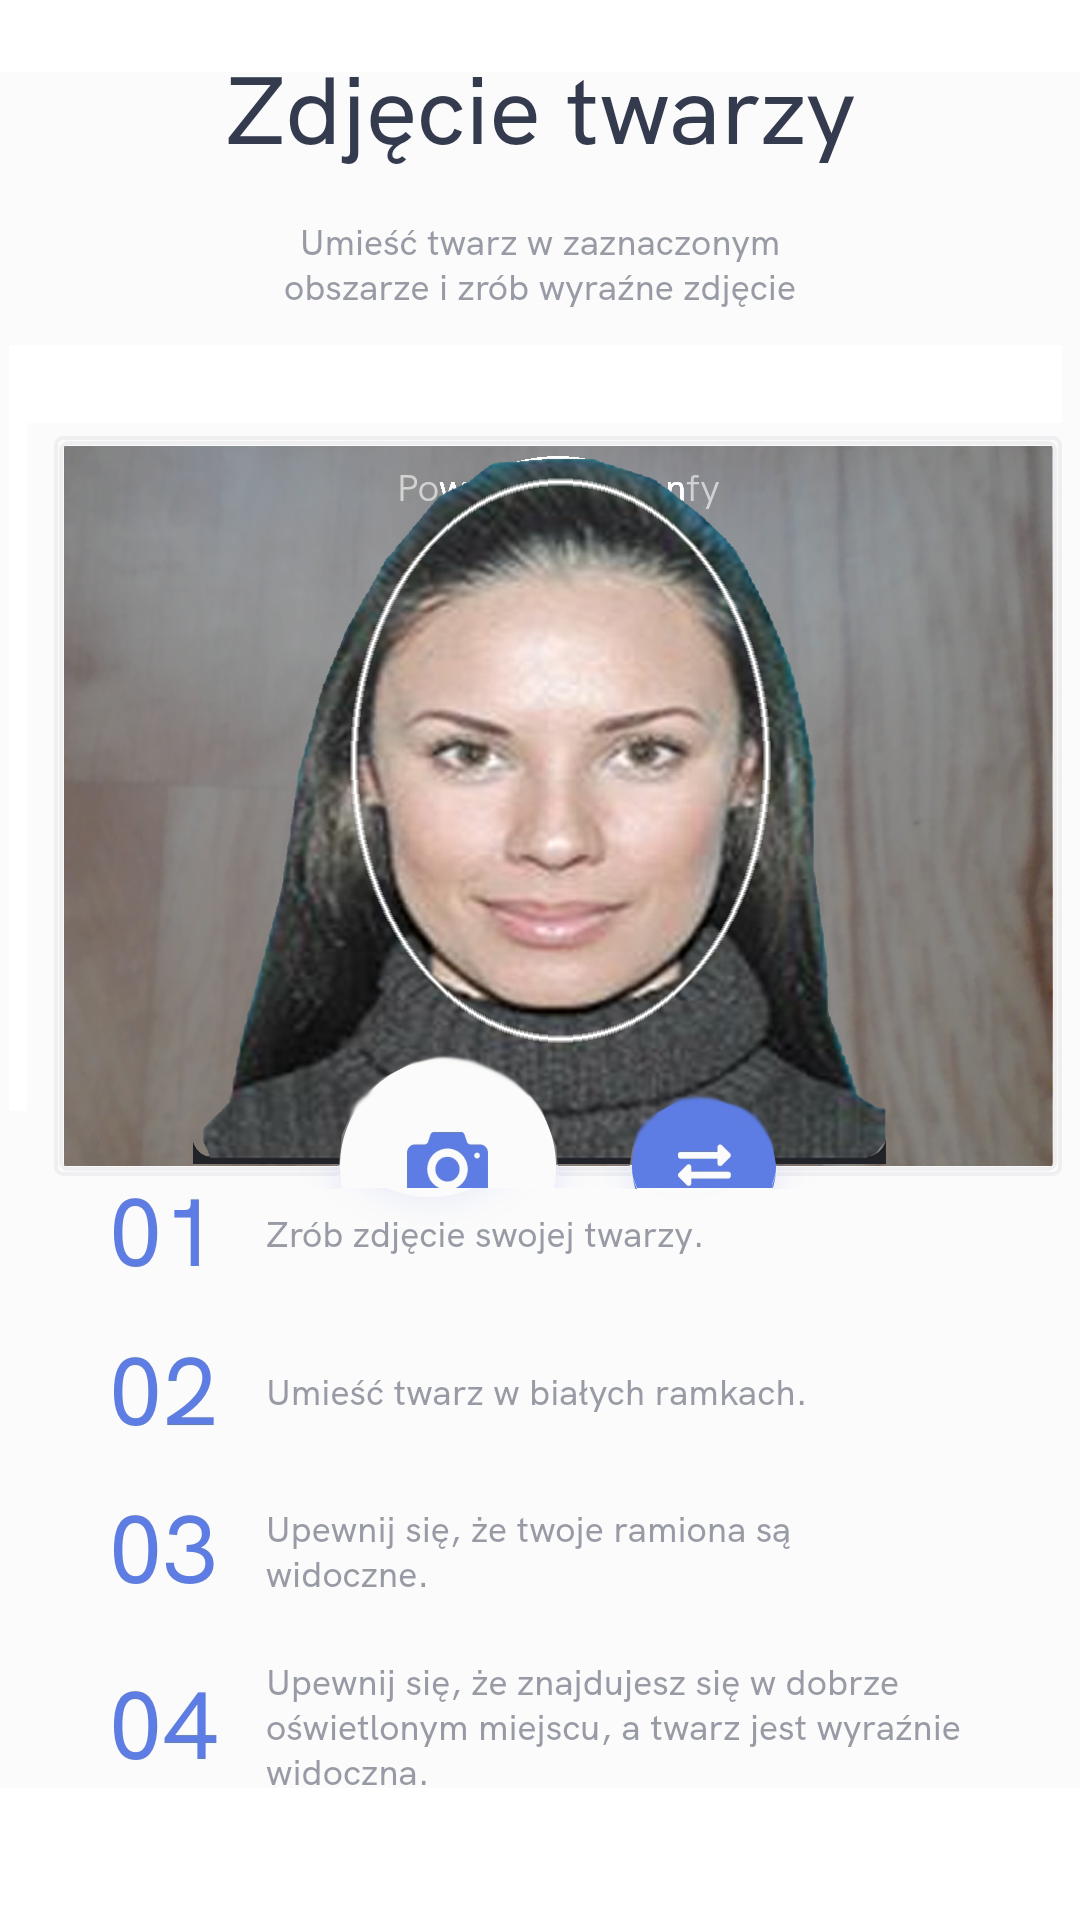 Zdjęcie twarzy
Umieść twarz w zaznaczonym
obszarze i zrób wyraźne zdjęcie
01
Zrób zdjęcie swojej twarzy.
02
Umieść twarz w białych ramkach.
03
Upewnij się, że twoje ramiona są
widoczne.
04
Upewnij się, że znajdujesz się w dobrze
oświetlonym miejscu, a twarz jest wyraźnie
widoczna.